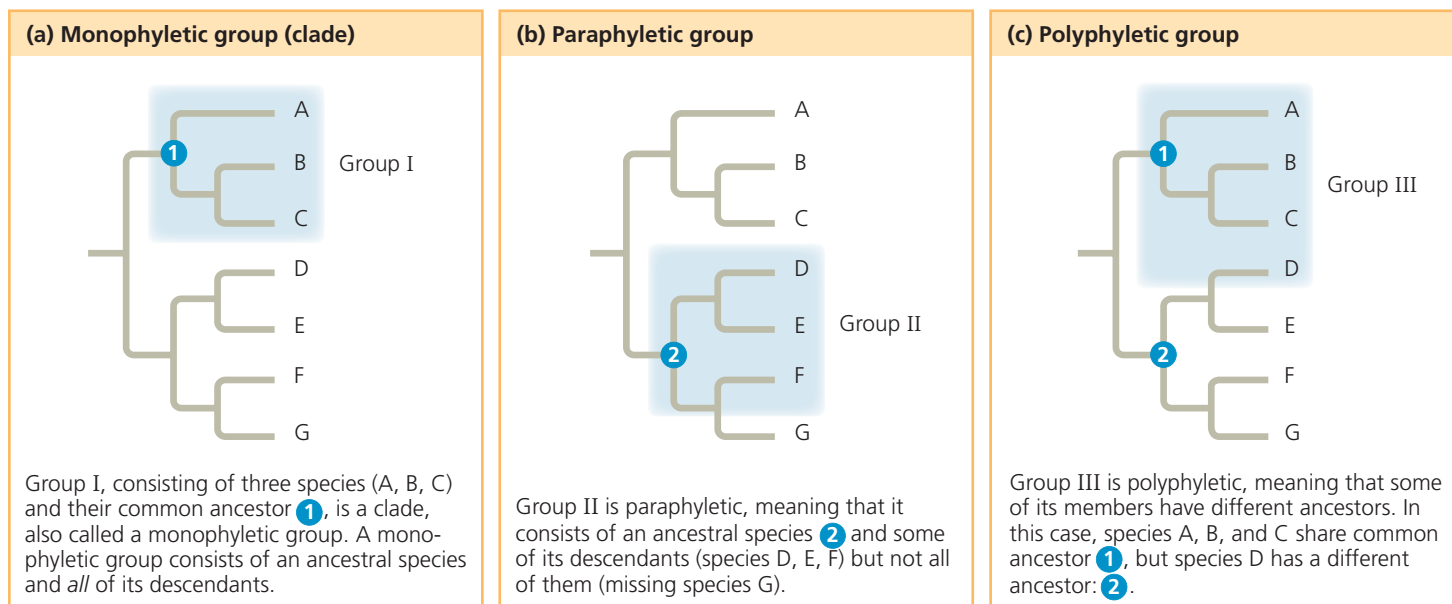 (a) Monophyletic group (clade)
A
1
B
Group I
C
D
E
F
G
Group I, consisting of three species (A, B, C)
and their common ancestor 1, is a clade,
also called a monophyletic group. A mono-
phyletic group consists of an ancestral species
and all of its descendants.
(b) Paraphyletic group
A
B
C
D
E
Group II
2
F
G
Group II is paraphyletic, meaning that it
consists of an ancestral species 2 and some
of its descendants (species D, E, F) but not all
of them (missing species G).
(c) Polyphyletic group
A
1
B
Group III
C
D
E
2
F
G
Group III is polyphyletic, meaning that some
of its members have different ancestors. In
this case, species A, B, and C share common
ancestor 1, but species D has a different
ancestor: 2.